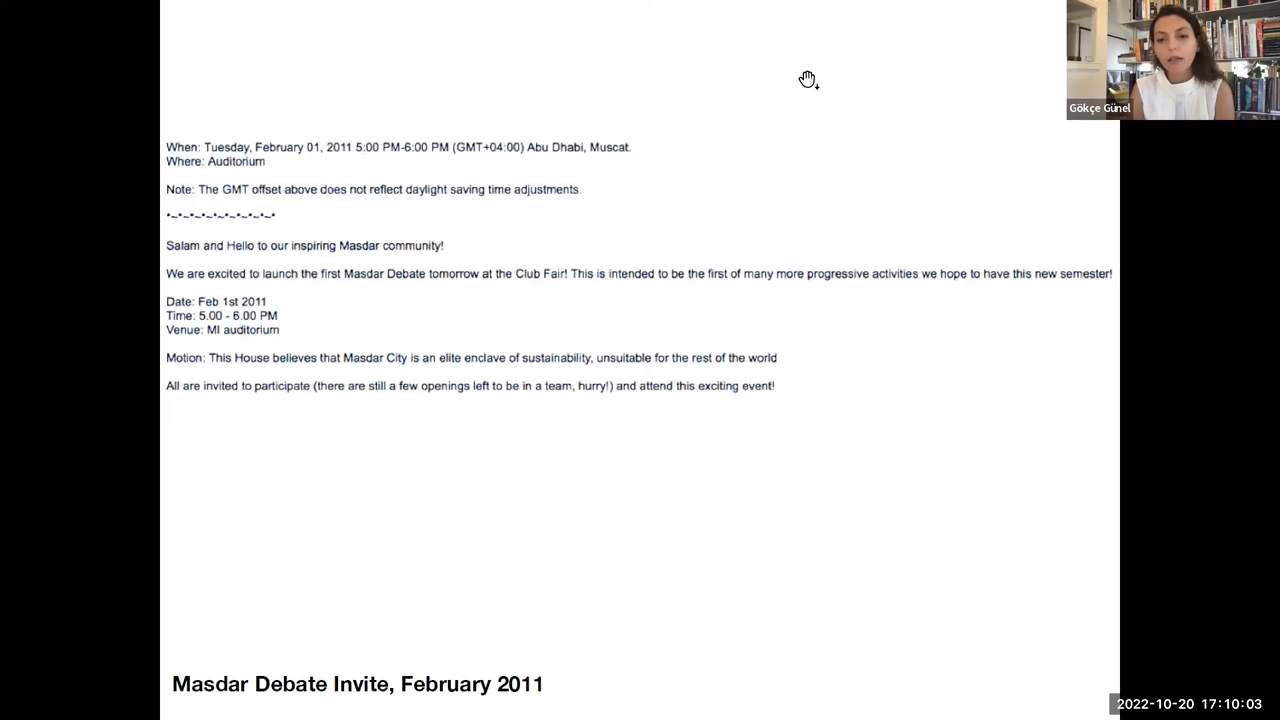 Gökçe Günel
When: Tuesday, February 01, 2011 5:00 PM-6:00 PM (GMT+04:00) Abu Dhabi, Muscat.
Where: Auditorium
Note: The GMT offset above does not reflect daylight saving time adjustments.
*~*~*~*~*~*~*~*~*~*
Salam and Hello to our inspiring Masdar community!
We are excited to launch the first Masdar Debate tomorrow at the Club Fair! This is intended to be the first of many more progressive activities we hope to have this new semester!
Date: Feb 1st 2011
Time: 5.00 - 6.00 PM
Venue: MI auditorium
Motion: This House believes that Masdar City is an elite enclave of sustainability, unsuitable for the rest of the world
All are invited to participate (there are still a few openings left to be in a team, hurry!) and attend this exciting event!
Masdar Debate Invite, February 2011
2022-10-20 17:10:03